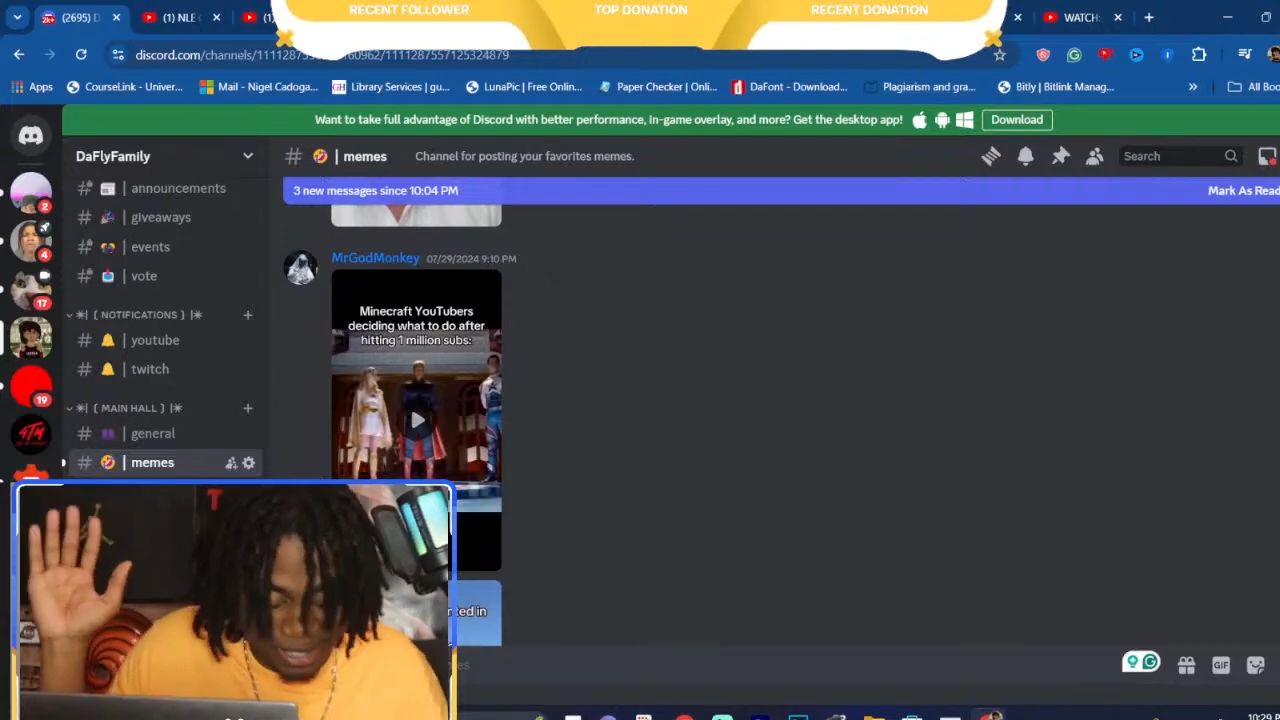 RECENT FOLLOWER
TOP DONATION
RECENT DONATION
(2695) D
(1) NLE
(1)
WATCH:
discord.com/channels/
Apps
CourseLink - Univer...
Mail - Nigel Cadoga...
Library Services | gu...
LunaPic | Free Onlin...
Paper Checker | Onli...
DaFont - Download...
Plagiarism and gra...
Bitly | Bitlink Manag...
»
All Boo
Want to take full advantage of Discord with better performance, in-game overlay, and more? Get the desktop app!
Download
DaFlyFamily
# | memes
Channel for posting your favorites memes.
Search
3 new messages since 10:04 PM
Mark As Read
# | announcements
# | giveaways
# | events
# | vote
2
4
17
19
✳| ( NOTIFICATIONS ) |✳ +
# | youtube
# | twitch
✳| ( MAIN HALL ) |✳ +
# | general
# | memes
4TM
MrGodMonkey 07/29/2024 9:10 PM
Minecraft YouTubers
deciding what to do after
hitting 1 million subs:
in
T
GIF